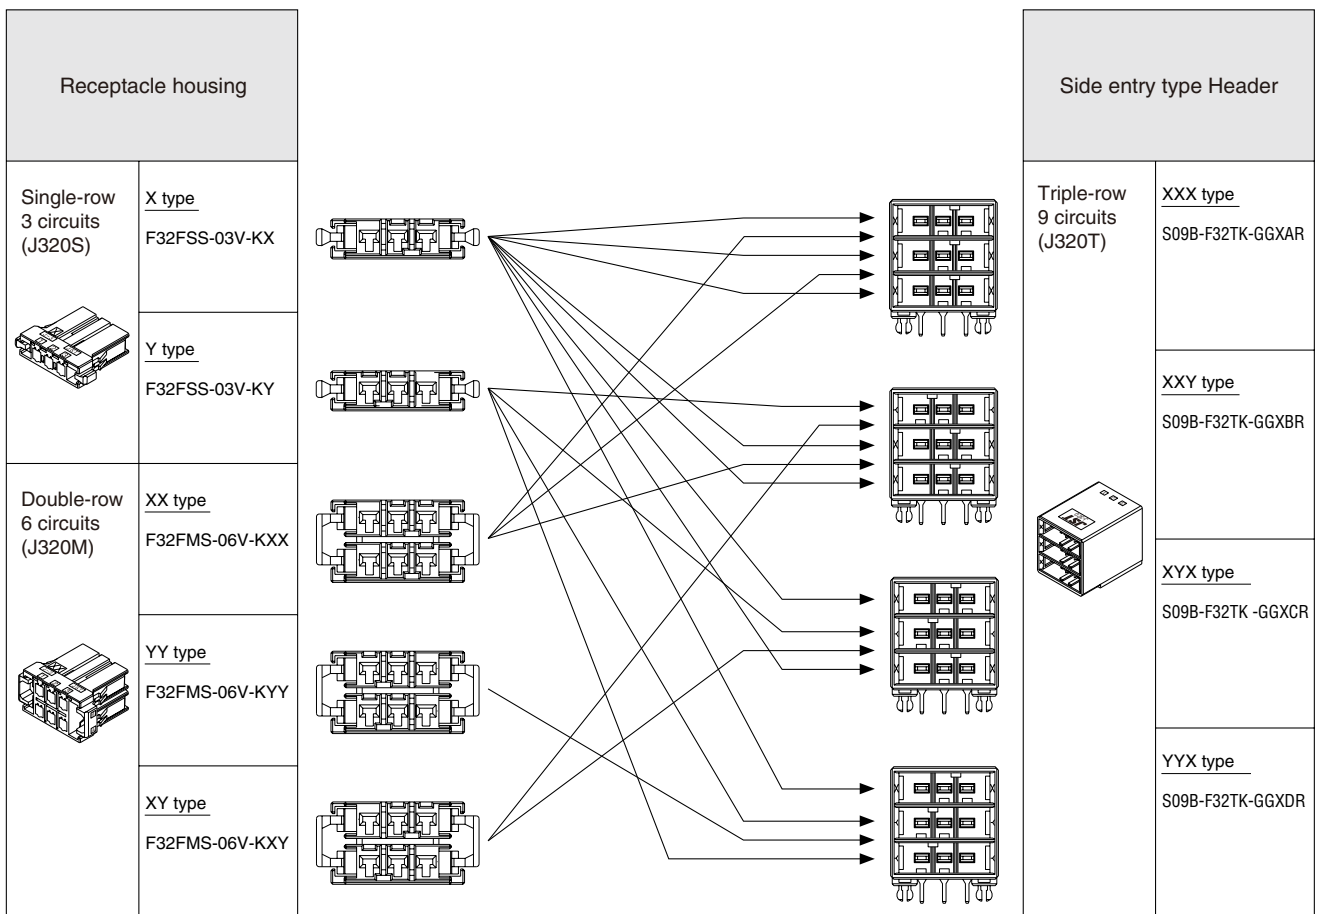 Receptacle housing
Side entry type Header
Single-row
3 circuits
(J320S)
X type
F32FSS-03V-KX
Y type
F32FSS-03V-KY
Double-row
6 circuits
(J320M)
XX type
F32FMS-06V-KXX
YY type
F32FMS-06V-KYY
XY type
F32FMS-06V-KXY
Triple-row
9 circuits
(J320T)
XXX type
S09B-F32TK-GGXAR
XXY type
S09B-F32TK-GGXBR
JST
XYX type
S09B-F32TK -GGXCR
YYX type
S09B-F32TK-GGXDR